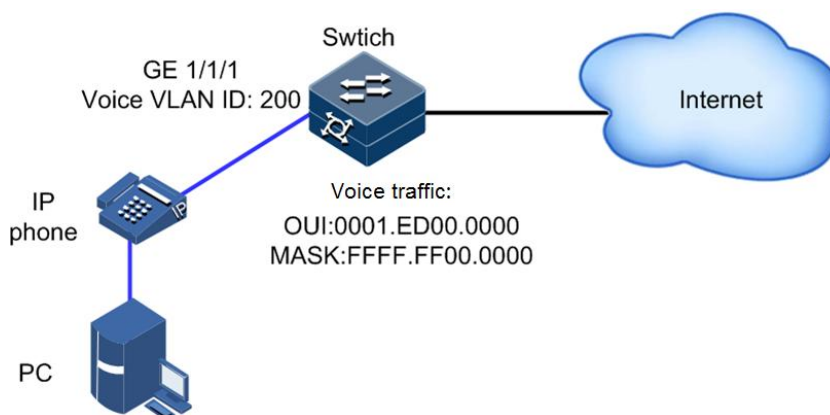 Swtich
GE 1/1/1
Voice VLAN ID: 200
Internet
Voice traffic:
OUI:0001.ED00.0000
MASK:FFFF.FF00.0000
IP
phone
IP
PC